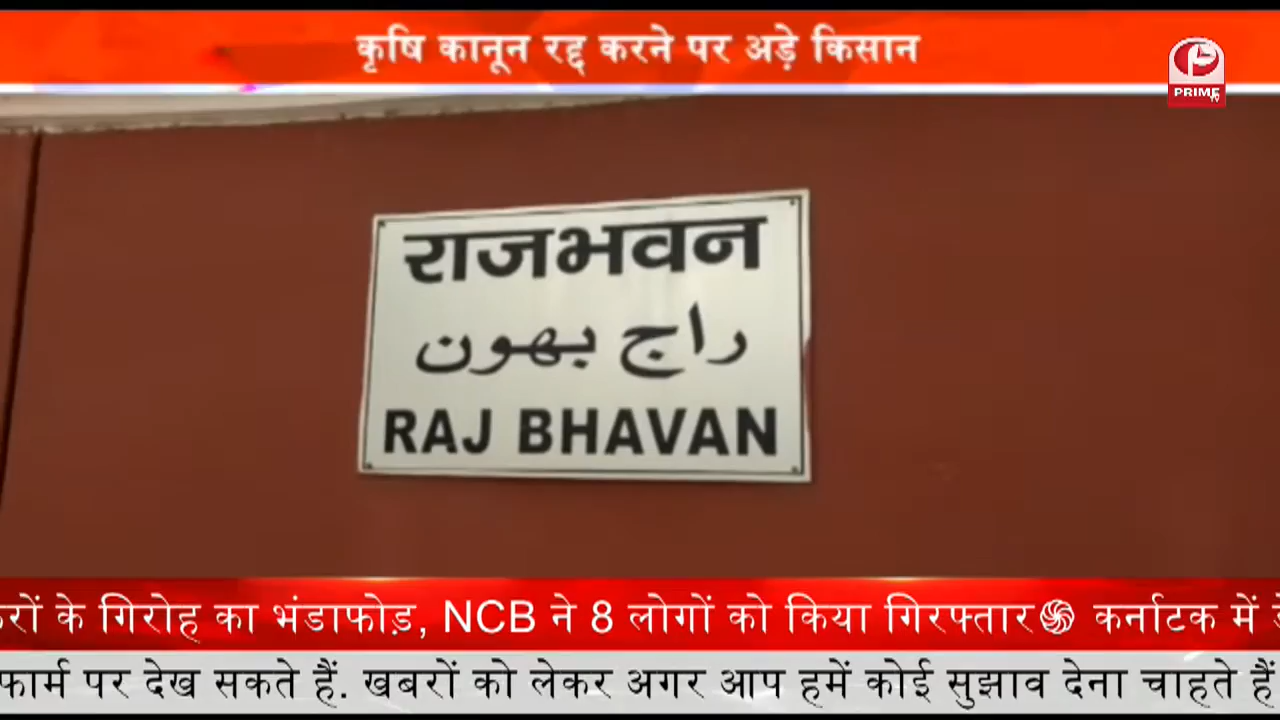 कृषि कानून रद्द करने पर अड़े किसान
PRIME TV
राजभवन
راج بھون
RAJ BHAVAN
के गिरोह का भंडाफोड़, NCB ने 8 लोगों को किया गिरफ्तार कर्नाटक में
फार्म पर देख सकते हैं. खबरों को लेकर अगर आप हमें कोई सुझाव देना चाहते हैं